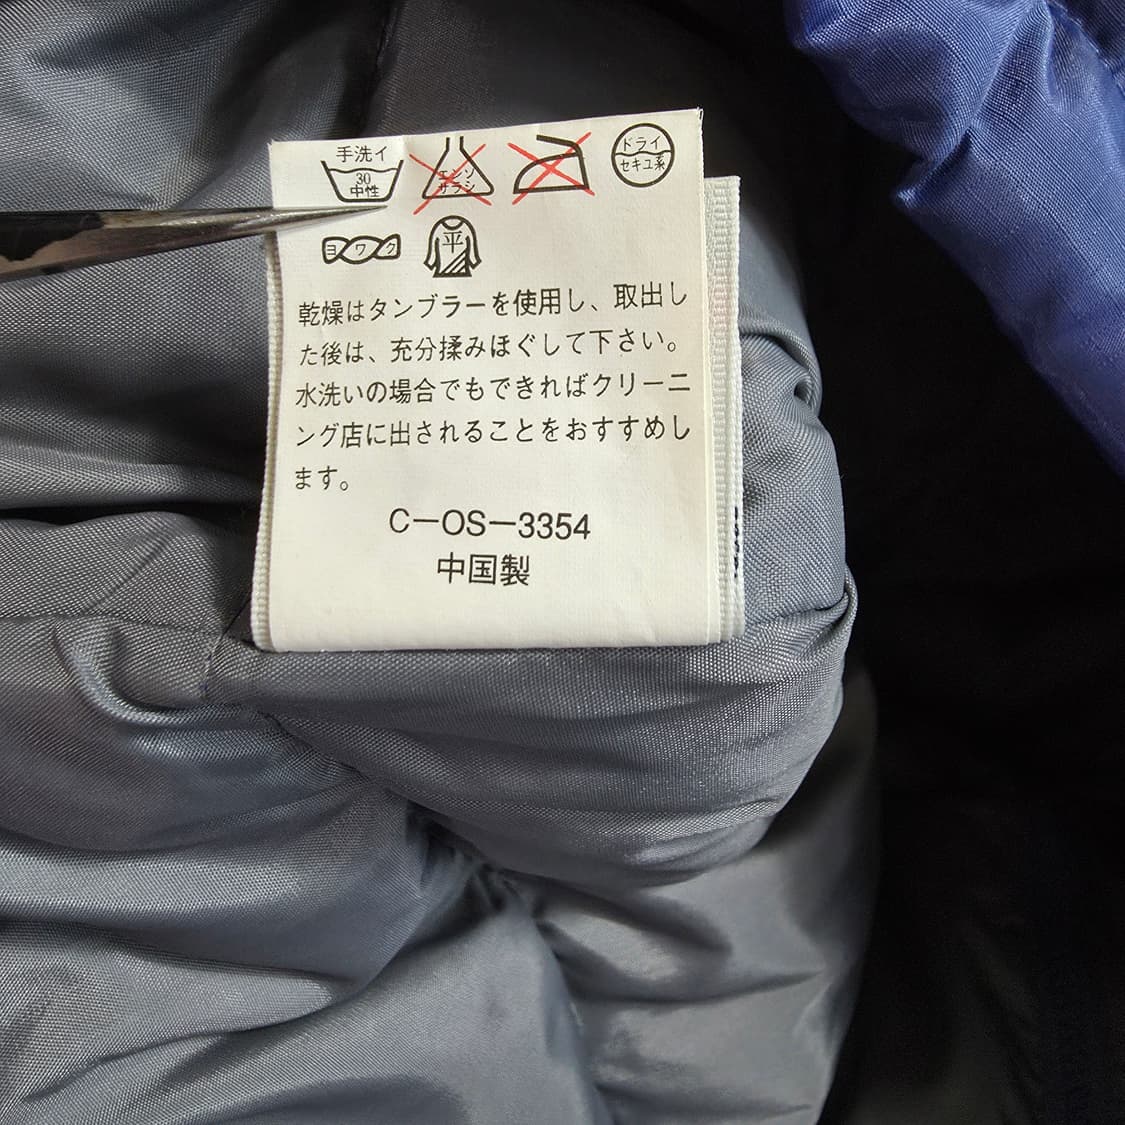 手洗イ
30
中性
エンソ
サラシ
ドライ
セキユ系
ヨワク
平
乾燥はタンブラーを使用し、取出し
た後は、充分揉みほぐして下さい。
水洗いの場合でもできればクリーニ
ング店に出されることをおすすめし
ます。
C－OS－3354
中国製